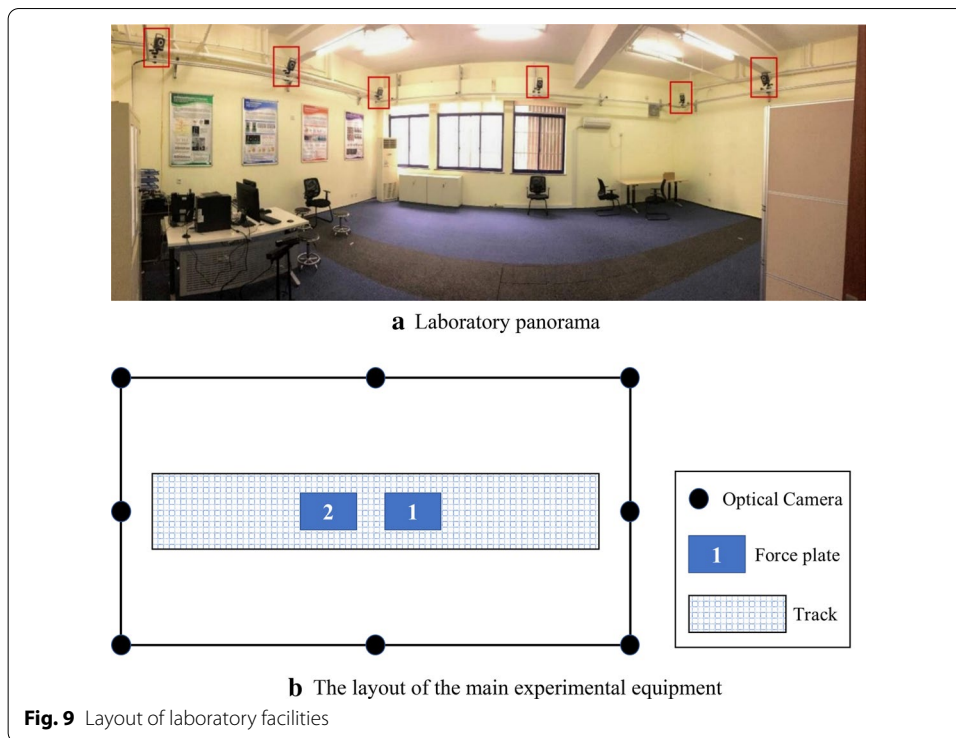 a Laboratory panorama
2
1
Optical Camera
1
Force plate
Track
b The layout of the main experimental equipment
Fig. 9 Layout of laboratory facilities